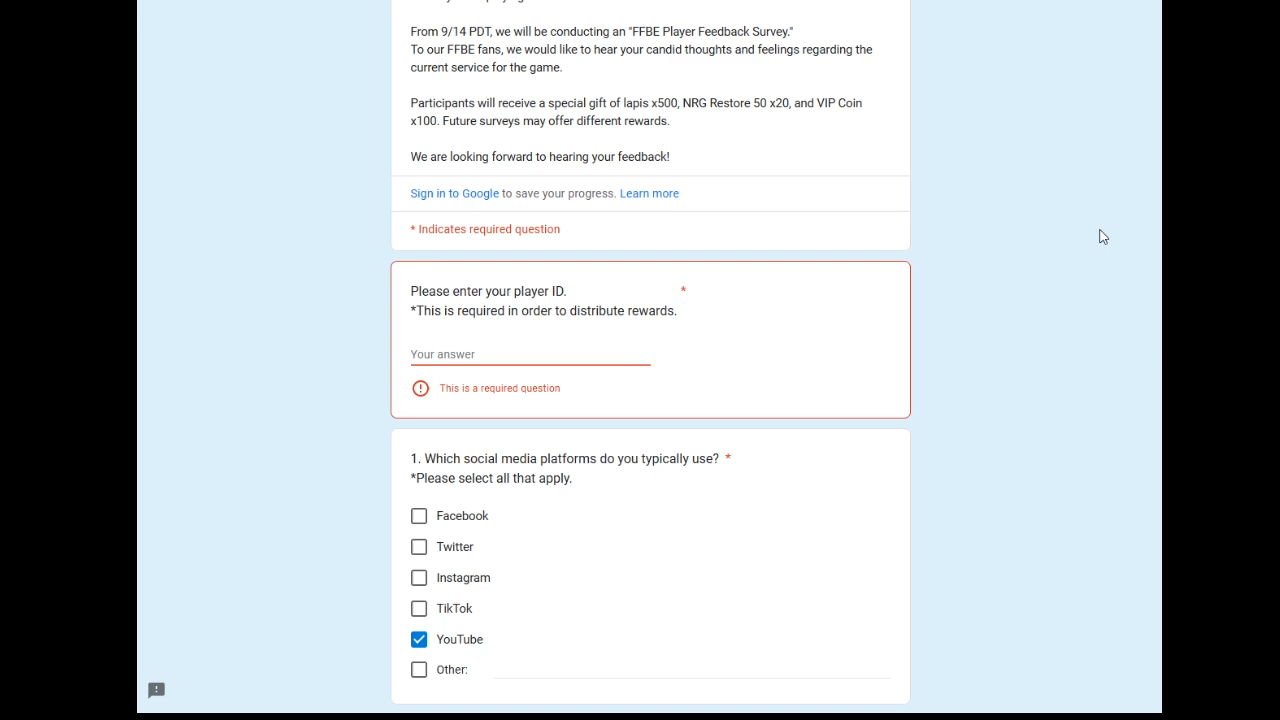 From 9/14 PDT, we will be conducting an "FFBE Player Feedback Survey."
To our FFBE fans, we would like to hear your candid thoughts and feelings regarding the
current service for the game.
Participants will receive a special gift of lapis x500, NRG Restore 50 x20, and VIP Coin
x100. Future surveys may offer different rewards.
We are looking forward to hearing your feedback!
Sign in to Google to save your progress. Learn more
* Indicates required question
Please enter your player ID. *
*This is required in order to distribute rewards.
Your answer
This is a required question
1. Which social media platforms do you typically use? *
*Please select all that apply.
Facebook
Twitter
Instagram
TikTok
YouTube
Other: